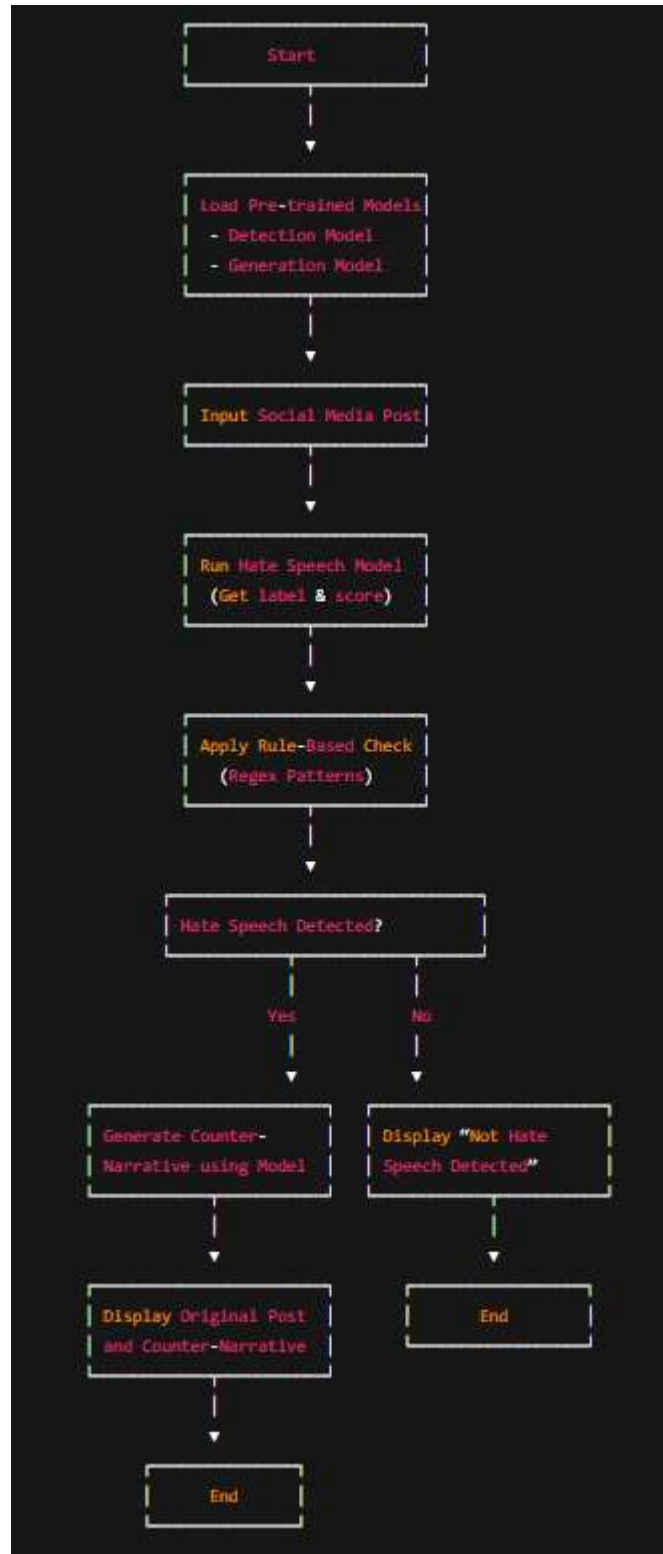 Start
Load Pre-trained Models
- Detection Model
- Generation Model
Input Social Media Post
Run Hate Speech Model
(Get label & score)
Apply Rule-Based Check
(Regex Patterns)
Hate Speech Detected?
Yes
No
Generate Counter-
Narrative using Model
Display “Not Hate
Speech Detected”
Display Original Post
and Counter-Narrative
End
End